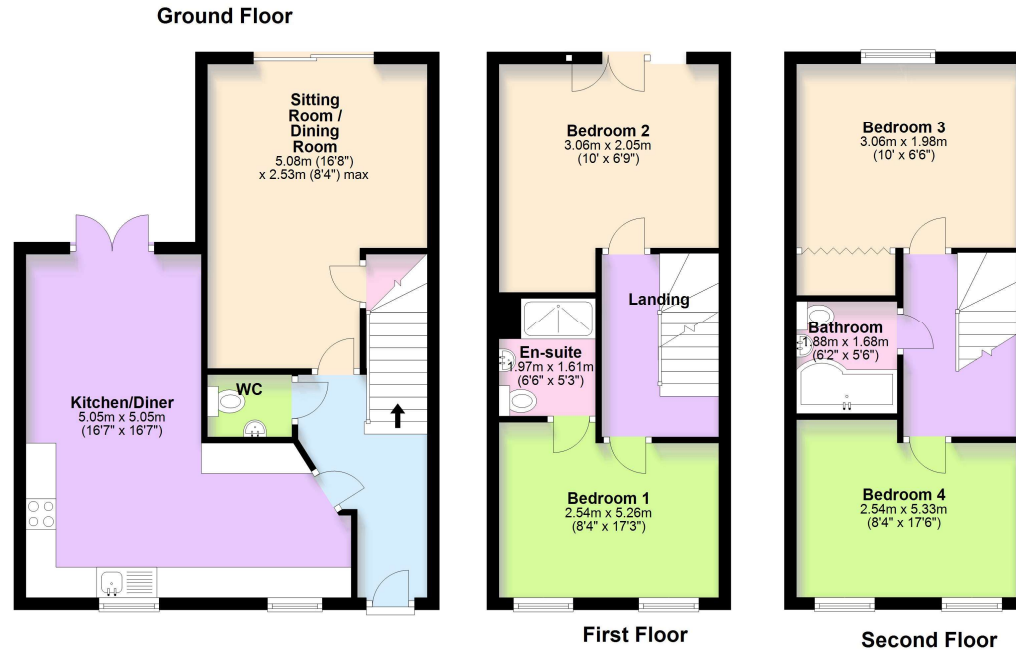 Ground Floor
Sitting
Room /
Dining
Room
5.08m (16'8")
x 2.53m (8'4") max
Kitchen/Diner
5.05m x 5.05m
(16'7" x 16'7")
WC
Bedroom 2
3.06m x 2.05m
(10' x 6'9")
Landing
En-suite
1.97m x 1.61m
(6'6" x 5'3")
Bedroom 1
2.54m x 5.26m
(8'4" x 17'3")
First Floor
Bedroom 3
3.06m x 1.98m
(10' x 6'6")
Bathroom
1.88m x 1.68m
(6'2" x 5'6")
Bedroom 4
2.54m x 5.33m
(8'4" x 17'6")
Second Floor